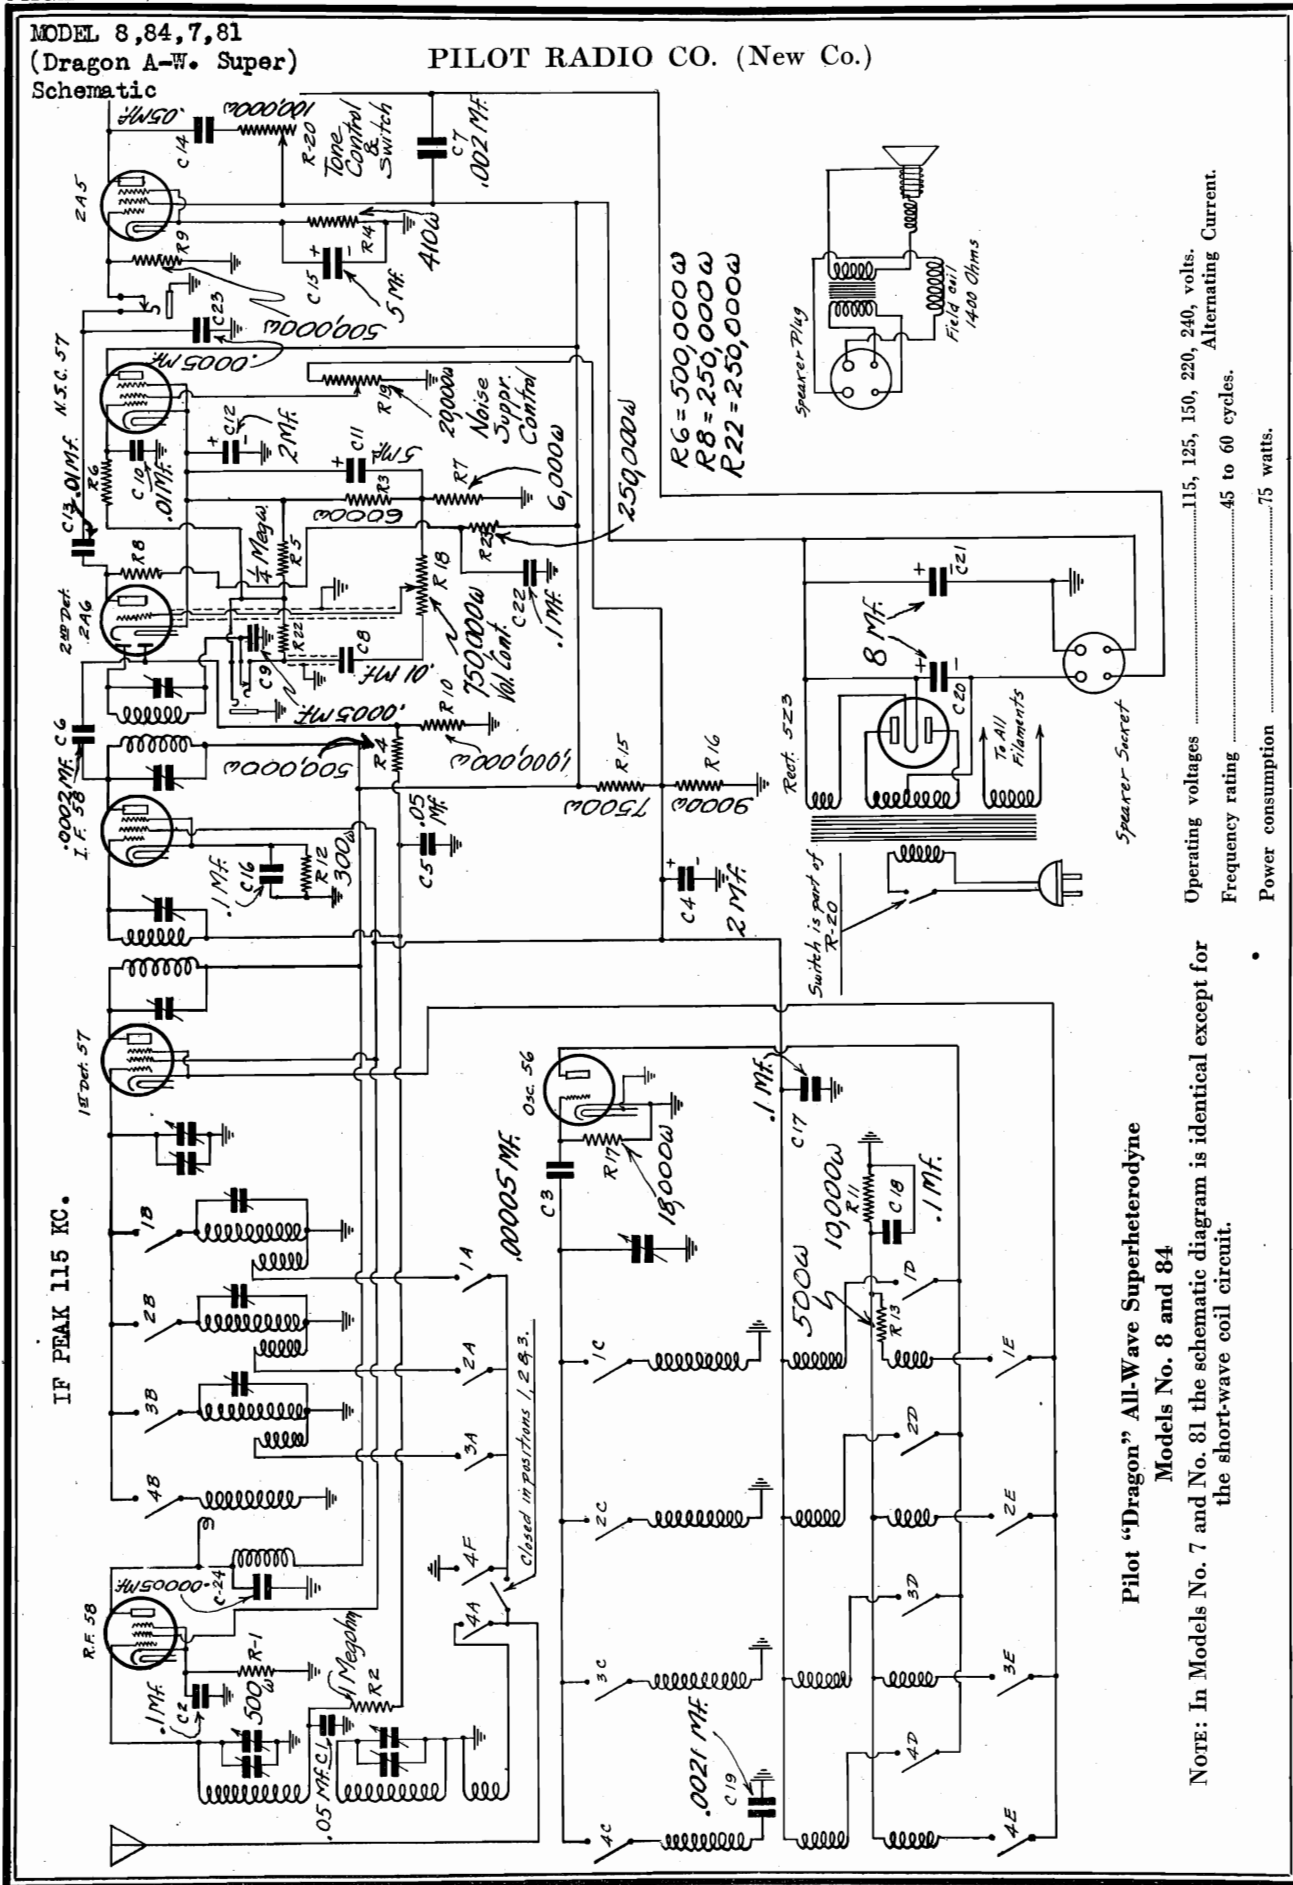 MODEL 8,84,7,81
(Dragon A-W. Super)
Schematic
PILOT RADIO CO. (New Co.)
IF PEAK 115 KC.
R.F. 58
1ST Det. 57
I.F. 58
2ND Det. 2A6
N.S.C. 57
2A5
.1 Mf.
C2
500ω
R-1
.00005 Mf.
C-24
.05 Mf. C1
1 Megohm
R2
4B
3B
2B
1B
4A
4F
3A
2A
1A
Closed in positions 1, 2 & 3.
.0002 Mf. C6
.1 Mf.
C16
R12
300ω
C5
.05 Mf.
500,000ω
R4
.0005 Mf.
C9
R22
C8
.01 Mf.
R10
1,000,000ω
R8
C13 .01 Mf.
R6
C10
.01 Mf.
1/4 Megω
R5
6000ω
R3
C12
2 Mf.
C11
5 Mf.
R18
750,000ω
Vol. Cont.
R7
6,000ω
C22
.1 Mf.
250,000ω
.0005 Mf.
C23
500,000ω
R9
R19
20,000ω
Noise
Suppr.
Control
C15
5 Mf.
R14
410ω
C14
.05 Mf.
100,000ω
R-20
Tone
Control
&
Switch
C7
.002 Mf.
R6=500,000ω
R8=250,000ω
R22=250,000ω
7500ω
R15
9000ω
R16
C4
2 Mf.
Osc. 56
.00005 Mf.
C3
R17
18,000ω
.1 Mf.
C17
10,000ω
R11
C18
.1 Mf.
500ω
R13
4C
3C
2C
1C
.0021 Mf.
C19
4D
3D
2D
1D
4E
3E
2E
1E
Switch is part of
R-20
Rect. 523
To All
Filaments
8 Mf.
C20
C21
Speaker Socket
Speaker Plug
Field coil
1400 Ohms
Operating voltages 115, 125, 150, 220, 240, volts.
Alternating Current.
Frequency rating 45 to 60 cycles.
Power consumption 75 watts.
Pilot “Dragon” All-Wave Superheterodyne
Models No. 8 and 84
NOTE: In Models No. 7 and No. 81 the schematic diagram is identical except for
the short-wave coil circuit.